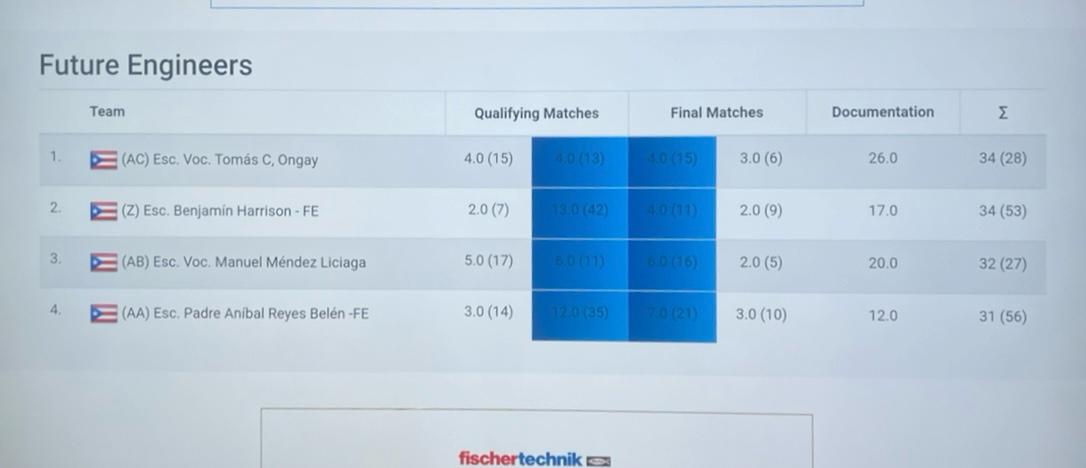 Future Engineers
Team Qualifying Matches Final Matches Documentation Σ
1. (AC) Esc. Voc. Tomás C, Ongay 4.0 (15) 4.0 (13) 4.0 (15) 3.0 (6) 26.0 34 (28)
2. (Z) Esc. Benjamín Harrison - FE 2.0 (7) 13.0 (42) 4.0 (11) 2.0 (9) 17.0 34 (53)
3. (AB) Esc. Voc. Manuel Méndez Liciaga 5.0 (17) 6.0 (11) 6.0 (16) 2.0 (5) 20.0 32 (27)
4. (AA) Esc. Padre Aníbal Reyes Belén -FE 3.0 (14) 12.0 (35) 7.0 (21) 3.0 (10) 12.0 31 (56)
fischertechnik